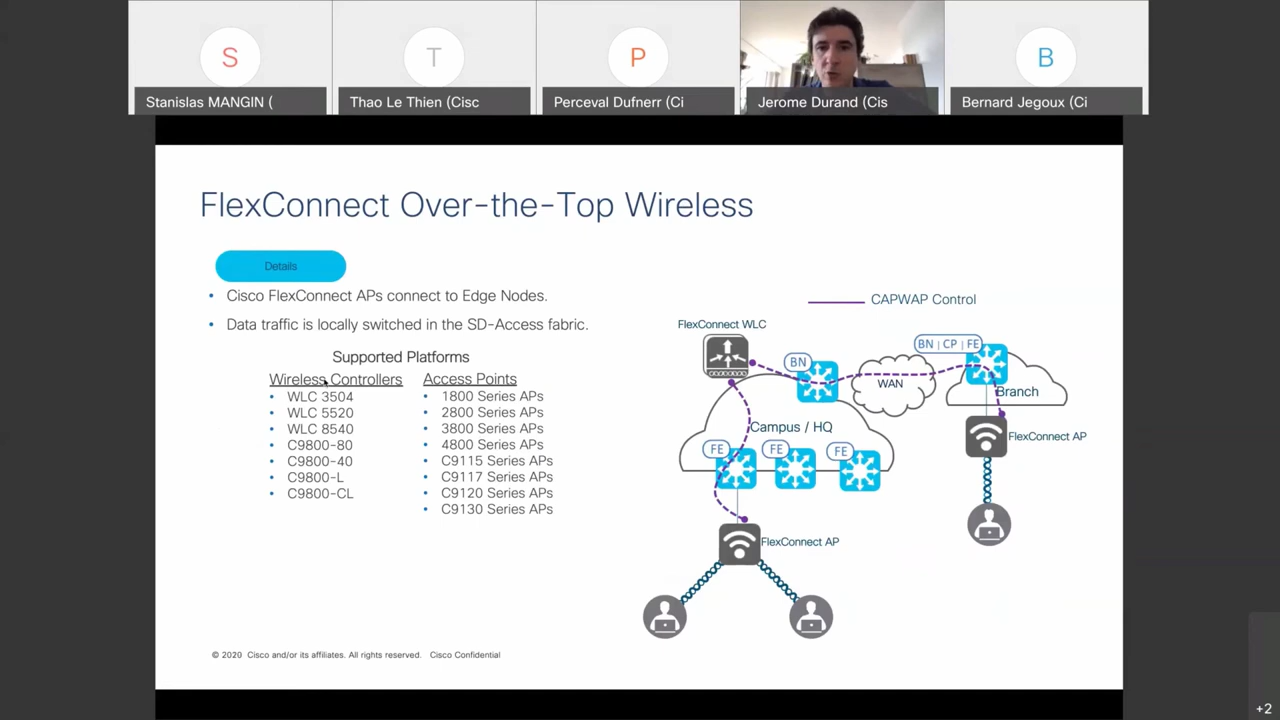 S
T
P
B
Stanislas MANGIN (
Thao Le Thien (Cisc
Perceval Dufnerr (Ci
Jerome Durand (Cis
Bernard Jegoux (Ci
FlexConnect Over-the-Top Wireless
Details
• Cisco FlexConnect APs connect to Edge Nodes.
• Data traffic is locally switched in the SD-Access fabric.
Supported Platforms
Wireless Controllers
• WLC 3504
• WLC 5520
• WLC 8540
• C9800-80
• C9800-40
• C9800-L
• C9800-CL
Access Points
• 1800 Series APs
• 2800 Series APs
• 3800 Series APs
• 4800 Series APs
• C9115 Series APs
• C9117 Series APs
• C9120 Series APs
• C9130 Series APs
CAPWAP Control
FlexConnect WLC
BN
WAN
BN | CP | FE
Branch
Campus / HQ
FE
FE
FE
FlexConnect AP
FlexConnect AP
© 2020 Cisco and/or its affiliates. All rights reserved. Cisco Confidential
+2